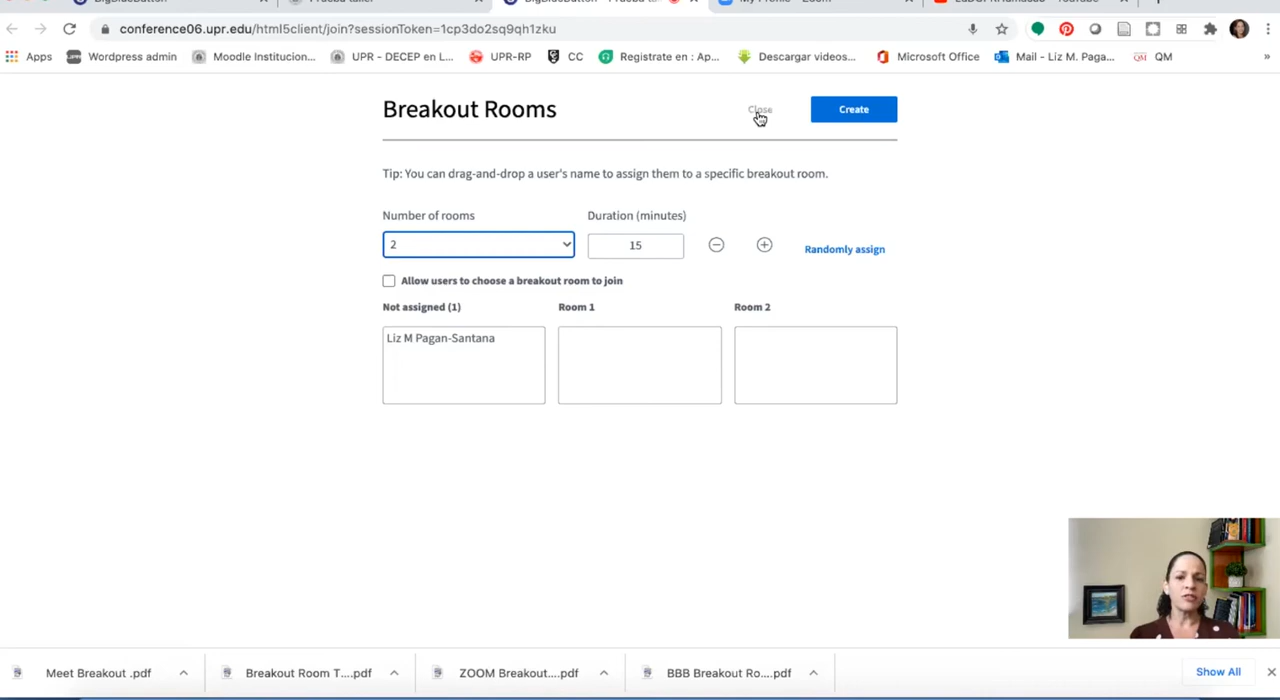 conference06.upr.edu/html5client/join?sessionToken=1cp3do2sq9qh1yzku
Apps Wordpress admin Moodle Institucion... UPR - DECEP en L... UPR-RP CC Registrate en : Ap... Descargar videos... Microsoft Office Mail - Liz M. Paga... QM QM »
Breakout Rooms Close Create
Tip: You can drag-and-drop a user's name to assign them to a specific breakout room.
Number of rooms Duration (minutes)
2 15 Randomly assign
Allow users to choose a breakout room to join
Not assigned (1) Room 1 Room 2
Liz M Pagan-Santana
Meet Breakout .pdf Breakout Room T....pdf ZOOM Breakout....pdf BBB Breakout Ro....pdf Show All